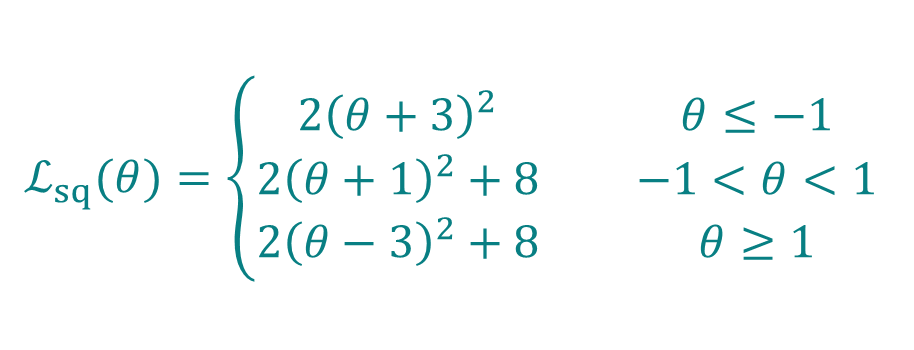 2(θ + 3)² θ ≤ −1
ℒsq(θ) = { 2(θ + 1)² + 8 −1 < θ < 1
2(θ − 3)² + 8 θ ≥ 1